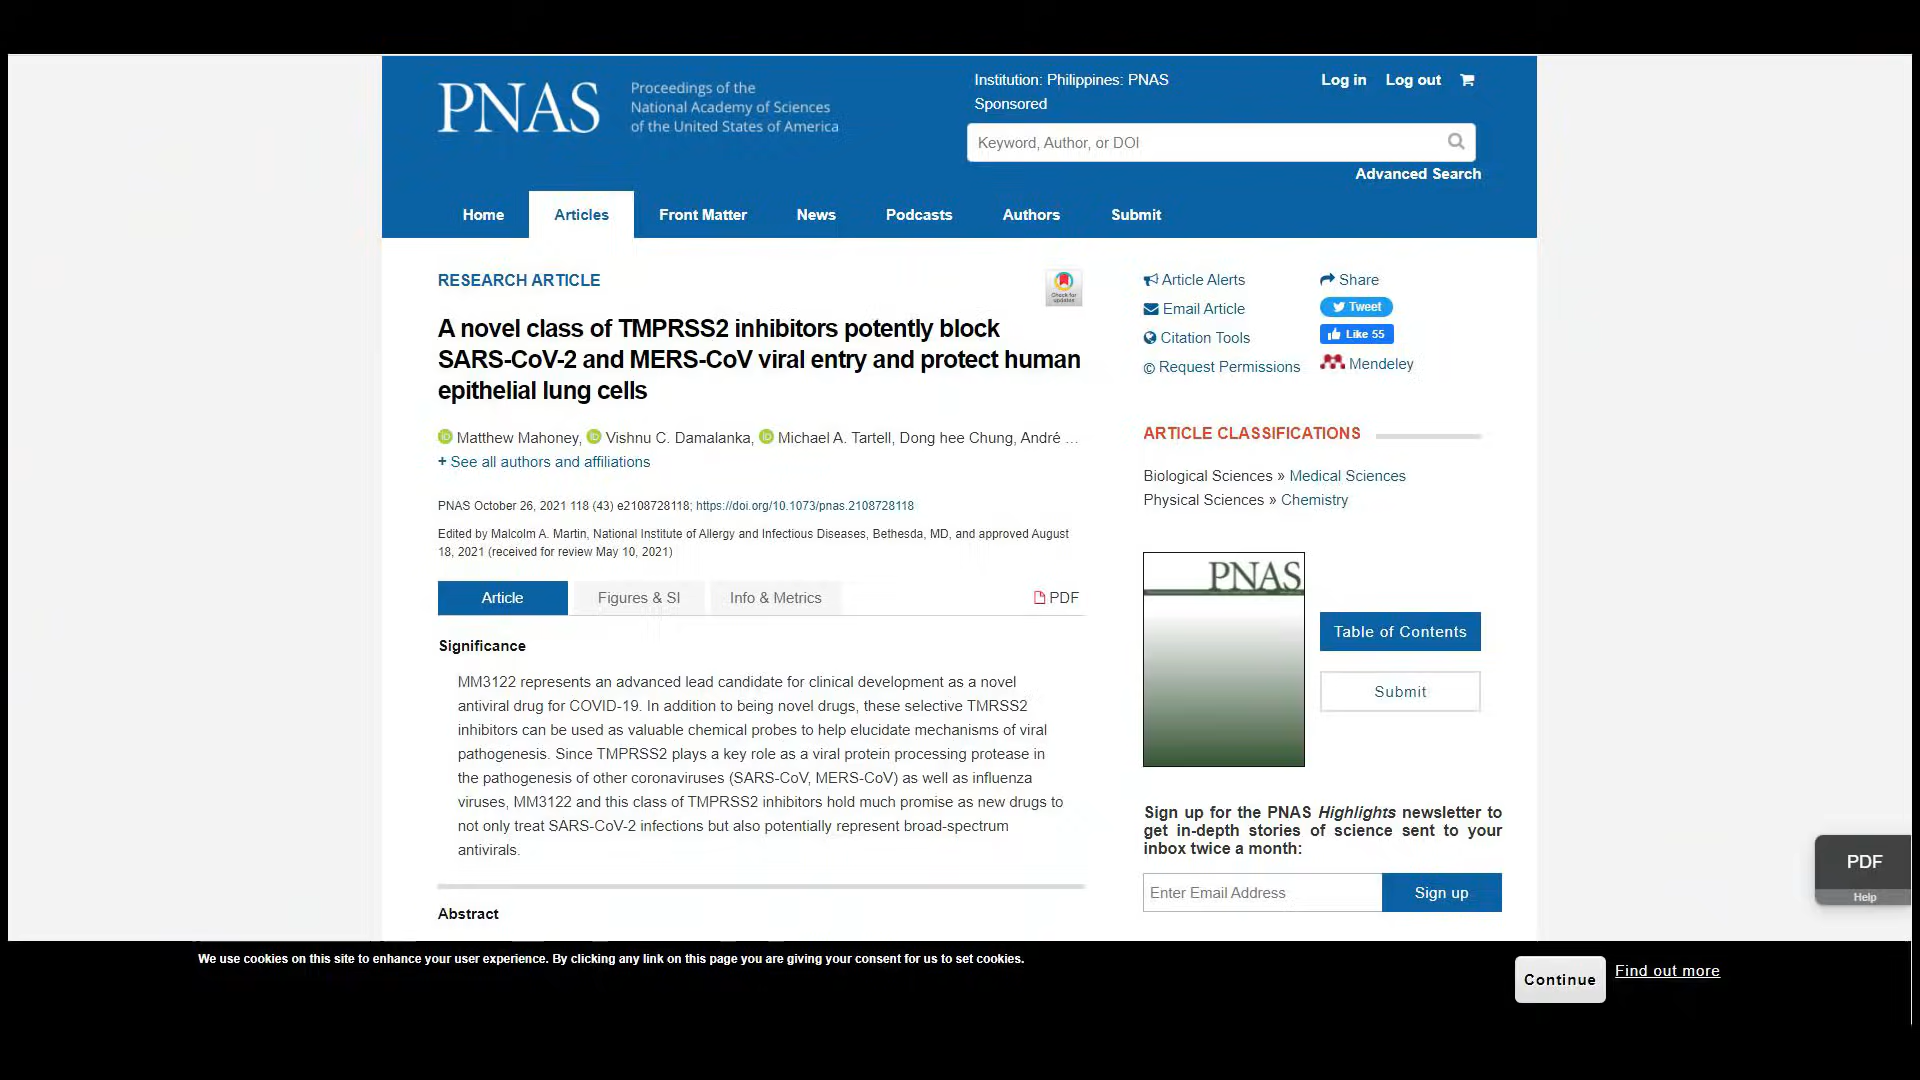 PNAS
Proceedings of the
National Academy of Sciences
of the United States of America
Institution: Philippines: PNAS
Sponsored
Log in Log out
Keyword, Author, or DOI
Advanced Search
Home Articles Front Matter News Podcasts Authors Submit
RESEARCH ARTICLE
Check for
updates
A novel class of TMPRSS2 inhibitors potently block
SARS-CoV-2 and MERS-CoV viral entry and protect human
epithelial lung cells
iD Matthew Mahoney, iD Vishnu C. Damalanka, iD Michael A. Tartell, Dong hee Chung, André ...
+ See all authors and affiliations
PNAS October 26, 2021 118 (43) e2108728118; https://doi.org/10.1073/pnas.2108728118
Edited by Malcolm A. Martin, National Institute of Allergy and Infectious Diseases, Bethesda, MD, and approved August
18, 2021 (received for review May 10, 2021)
Article Figures & SI Info & Metrics PDF
Significance
MM3122 represents an advanced lead candidate for clinical development as a novel
antiviral drug for COVID-19. In addition to being novel drugs, these selective TMRSS2
inhibitors can be used as valuable chemical probes to help elucidate mechanisms of viral
pathogenesis. Since TMPRSS2 plays a key role as a viral protein processing protease in
the pathogenesis of other coronaviruses (SARS-CoV, MERS-CoV) as well as influenza
viruses, MM3122 and this class of TMPRSS2 inhibitors hold much promise as new drugs to
not only treat SARS-CoV-2 infections but also potentially represent broad-spectrum
antivirals.
Abstract
Article Alerts
Email Article
Citation Tools
© Request Permissions
Share
Tweet
Like 55
Mendeley
ARTICLE CLASSIFICATIONS
Biological Sciences » Medical Sciences
Physical Sciences » Chemistry
PNAS
Table of Contents
Submit
Sign up for the PNAS Highlights newsletter to
get in-depth stories of science sent to your
inbox twice a month:
Enter Email Address Sign up
PDF
Help
We use cookies on this site to enhance your user experience. By clicking any link on this page you are giving your consent for us to set cookies.
Continue Find out more